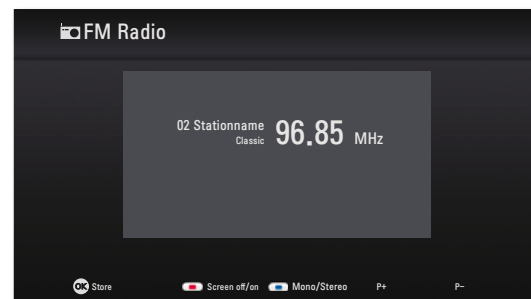 FM Radio
02 Stationname 96.85 MHz
Classic
OK Store Screen off/on Mono/Stereo P+ P-